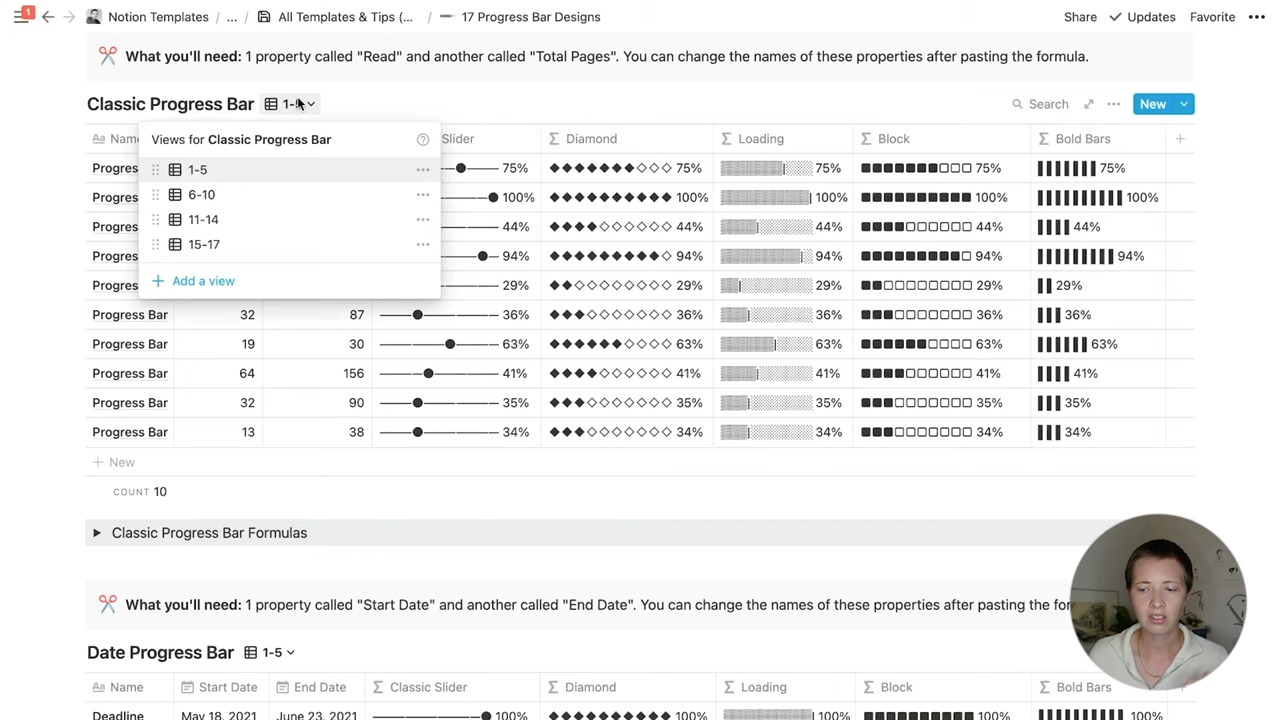 1
Notion Templates / ... / All Templates & Tips (... / 17 Progress Bar Designs Share Updates Favorite •••
What you'll need: 1 property called "Read" and another called "Total Pages". You can change the names of these properties after pasting the formula.
Classic Progress Bar 1- Search ••• New
Aa Name Slider Σ Diamond Σ Loading Σ Block Σ Bold Bars +
Views for Classic Progress Bar ?
1-5 •••
6-10 •••
11-14 •••
15-17 •••
+ Add a view
Progres 75% ◆◆◆◆◆◆◆◇◇◇ 75% 75% 75% 75%
Progres 100% ◆◆◆◆◆◆◆◆◆◆ 100% 100% 100% 100%
Progres 44% ◆◆◆◆◇◇◇◇◇◇ 44% 44% 44% 44%
Progres 94% ◆◆◆◆◆◆◆◆◆◇ 94% 94% 94% 94%
Progres 29% ◆◆◇◇◇◇◇◇◇◇ 29% 29% 29% 29%
Progress Bar 32 87 36% ◆◆◆◇◇◇◇◇◇◇ 36% 36% 36% 36%
Progress Bar 19 30 63% ◆◆◆◆◆◆◇◇◇◇ 63% 63% 63% 63%
Progress Bar 64 156 41% ◆◆◆◆◇◇◇◇◇◇ 41% 41% 41% 41%
Progress Bar 32 90 35% ◆◆◆◇◇◇◇◇◇◇ 35% 35% 35% 35%
Progress Bar 13 38 34% ◆◆◆◇◇◇◇◇◇◇ 34% 34% 34% 34%
+ New
COUNT 10
Classic Progress Bar Formulas
What you'll need: 1 property called "Start Date" and another called "End Date". You can change the names of these properties after pasting the for
Date Progress Bar 1-5
Aa Name Start Date End Date Σ Classic Slider Σ Diamond Σ Loading Σ Block Σ Bold Bars
Deadline May 18, 2021 June 23, 2021 100% ◆◆◆◆◆◆◆◆◆◆ 100% 100% 100% 100%